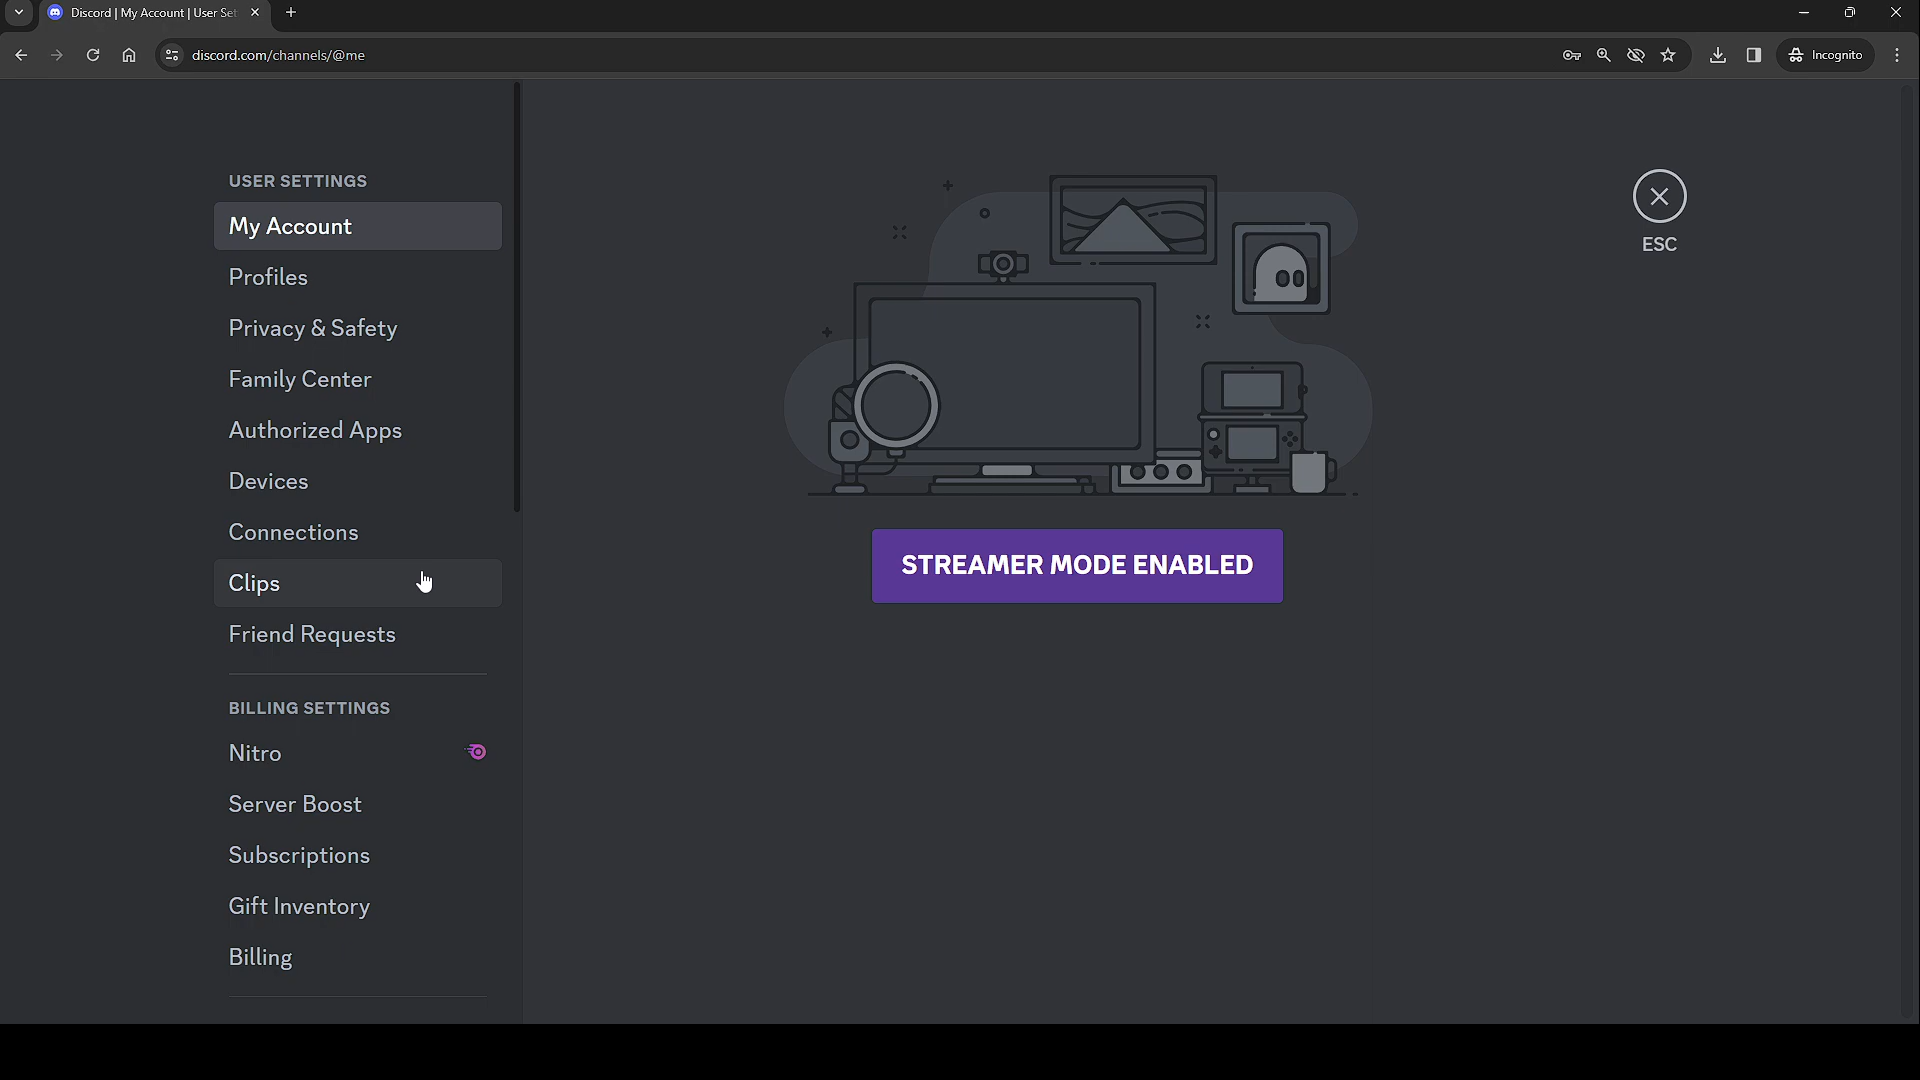 Discord | My Account | User Set
discord.com/channels/@me
Incognito
USER SETTINGS
My Account
Profiles
Privacy & Safety
Family Center
Authorized Apps
Devices
Connections
Clips
Friend Requests
BILLING SETTINGS
Nitro
Server Boost
Subscriptions
Gift Inventory
Billing
ESC
STREAMER MODE ENABLED